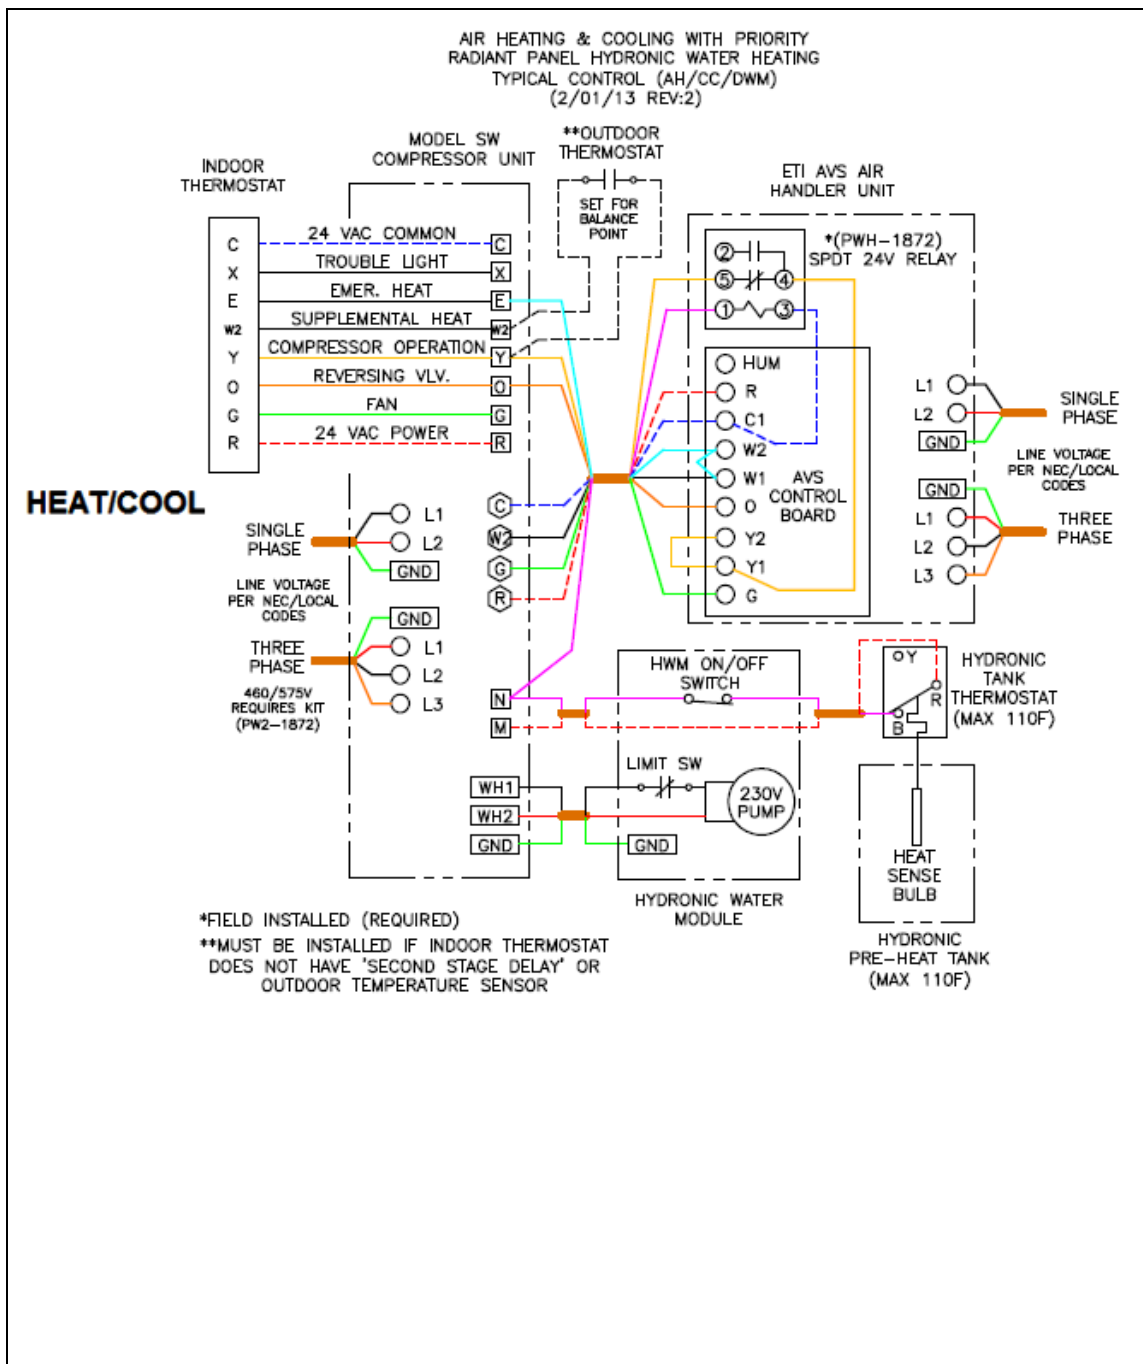 AIR HEATING & COOLING WITH PRIORITY
RADIANT PANEL HYDRONIC WATER HEATING
TYPICAL CONTROL (AH/CC/DWM)
(2/01/13 REV:2)
INDOOR
THERMOSTAT
MODEL SW
COMPRESSOR UNIT
**OUTDOOR
THERMOSTAT
SET FOR
BALANCE
POINT
ETI AVS AIR
HANDLER UNIT
*(PWH-1872)
SPDT 24V RELAY
C 24 VAC COMMON C
X TROUBLE LIGHT X
E EMER. HEAT E
W2 SUPPLEMENTAL HEAT W2
Y COMPRESSOR OPERATION Y
O REVERSING VLV. O
G FAN G
R 24 VAC POWER R
2
5 4
1 3
HUM
R
C1
W2
W1
O
Y2
Y1
G
AVS
CONTROL
BOARD
L1
L2
GND
SINGLE
PHASE
LINE VOLTAGE
PER NEC/LOCAL
CODES
GND
L1
L2
L3
THREE
PHASE
HEAT/COOL
SINGLE
PHASE
L1
L2
GND
LINE VOLTAGE
PER NEC/LOCAL
CODES
THREE
PHASE
460/575V
REQUIRES KIT
(PW2-1872)
GND
L1
L2
L3
C
W2
G
R
N
M
WH1
WH2
GND
HWM ON/OFF
SWITCH
LIMIT SW
230V
PUMP
GND
HYDRONIC WATER
MODULE
Y
R
B
HYDRONIC
TANK
THERMOSTAT
(MAX 110F)
HEAT
SENSE
BULB
HYDRONIC
PRE-HEAT TANK
(MAX 110F)
*FIELD INSTALLED (REQUIRED)
**MUST BE INSTALLED IF INDOOR THERMOSTAT
DOES NOT HAVE 'SECOND STAGE DELAY' OR
OUTDOOR TEMPERATURE SENSOR